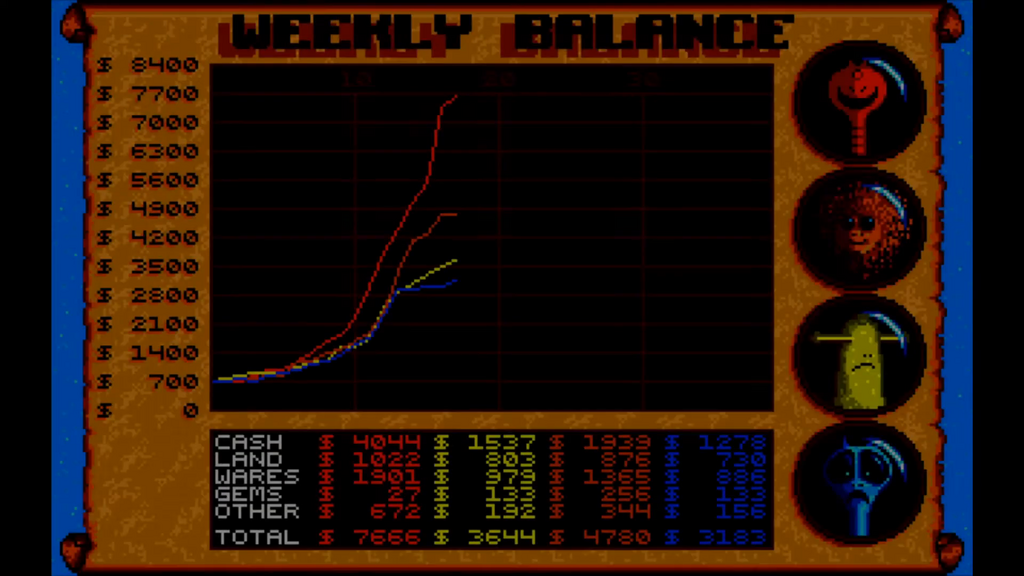 WEEKLY BALANCE
$ 8400
10 20 30
$ 7700
$ 7000
$ 6300
$ 5600
$ 4900
$ 4200
$ 3500
$ 2800
$ 2100
$ 1400
$ 700
$ 0
CASH $ 4044 $ 1537 $ 1939 $ 1278
LAND $ 1022 $ 803 $ 876 $ 730
WARES $ 1901 $ 979 $ 1365 $ 886
GEMS $ 27 $ 133 $ 256 $ 133
OTHER $ 672 $ 192 $ 344 $ 156
TOTAL $ 7666 $ 3644 $ 4780 $ 3183